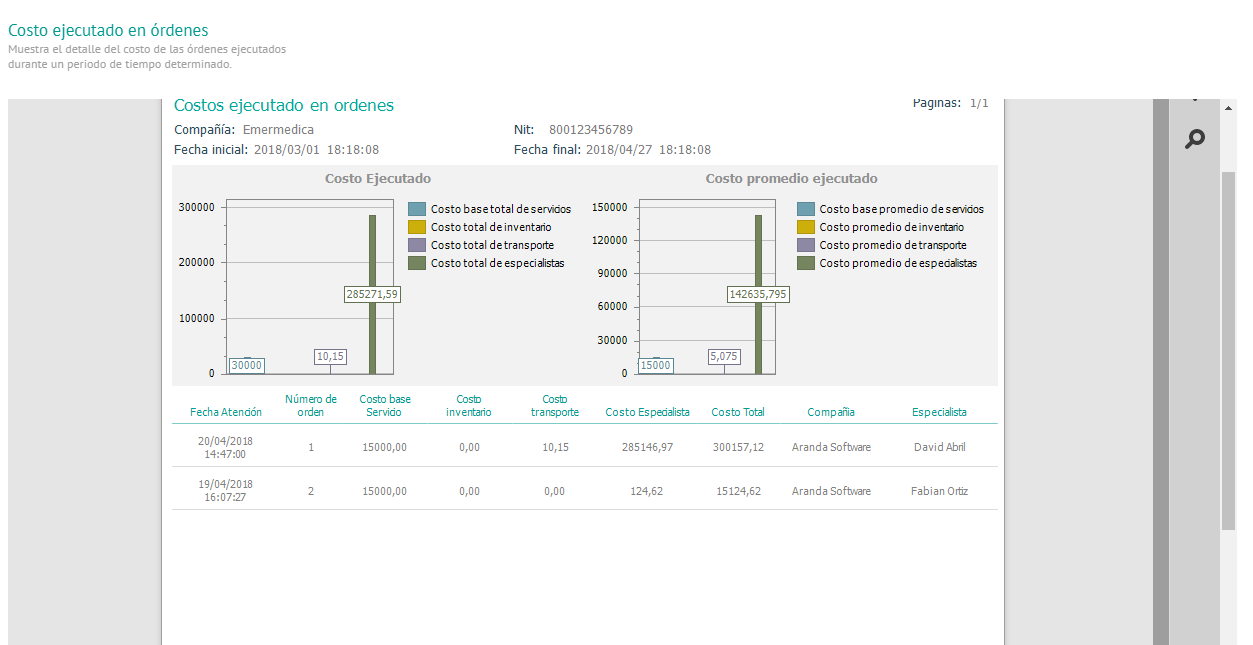 Costo ejecutado en órdenes
Muestra el detalle del costo de las órdenes ejecutados
durante un periodo de tiempo determinado.
Costos ejecutado en ordenes
Paginas: 1/1
Compañía: Emermedica
Nit: 800123456789
Fecha inicial: 2018/03/01 18:18:08
Fecha final: 2018/04/27 18:18:08
Costo Ejecutado
300000
200000
100000
0
30000
10,15
285271,59
Costo base total de servicios
Costo total de inventario
Costo total de transporte
Costo total de especialistas
Costo promedio ejecutado
150000
120000
90000
60000
30000
0
15000
5,075
142635,795
Costo base promedio de servicios
Costo promedio de inventario
Costo promedio de transporte
Costo promedio de especialistas
Fecha Atención
Número de
orden
Costo base
Servido
Costo
inventario
Costo
transporte
Costo Espedalista
Costo Total
Compañia
Especialista
20/04/2018
14:47:00
1
15000,00
0,00
10,15
285146,97
300157,12
Aranda Software
David Abril
19/04/2018
16:07:27
2
15000,00
0,00
0,00
124,62
15124,62
Aranda Software
Fabian Ortiz